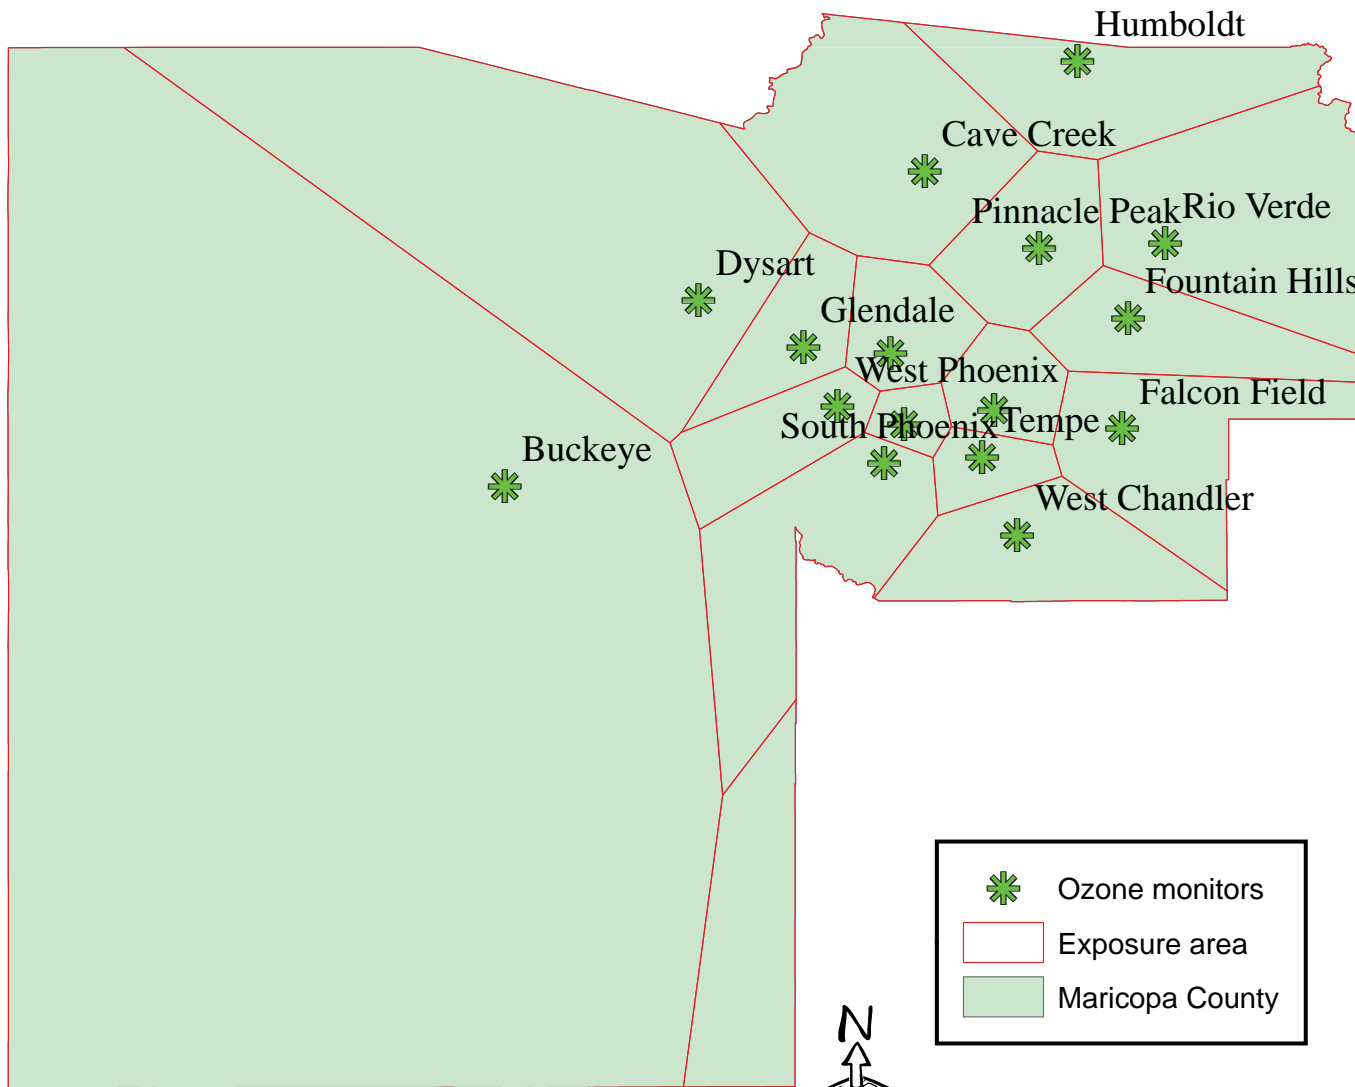 Humboldt
Cave Creek
Pinnacle Peak
Rio Verde
Dysart
Fountain Hills
Glendale
West Phoenix
Falcon Field
South Phoenix
Tempe
Buckeye
West Chandler
Ozone monitors
Exposure area
Maricopa County
N